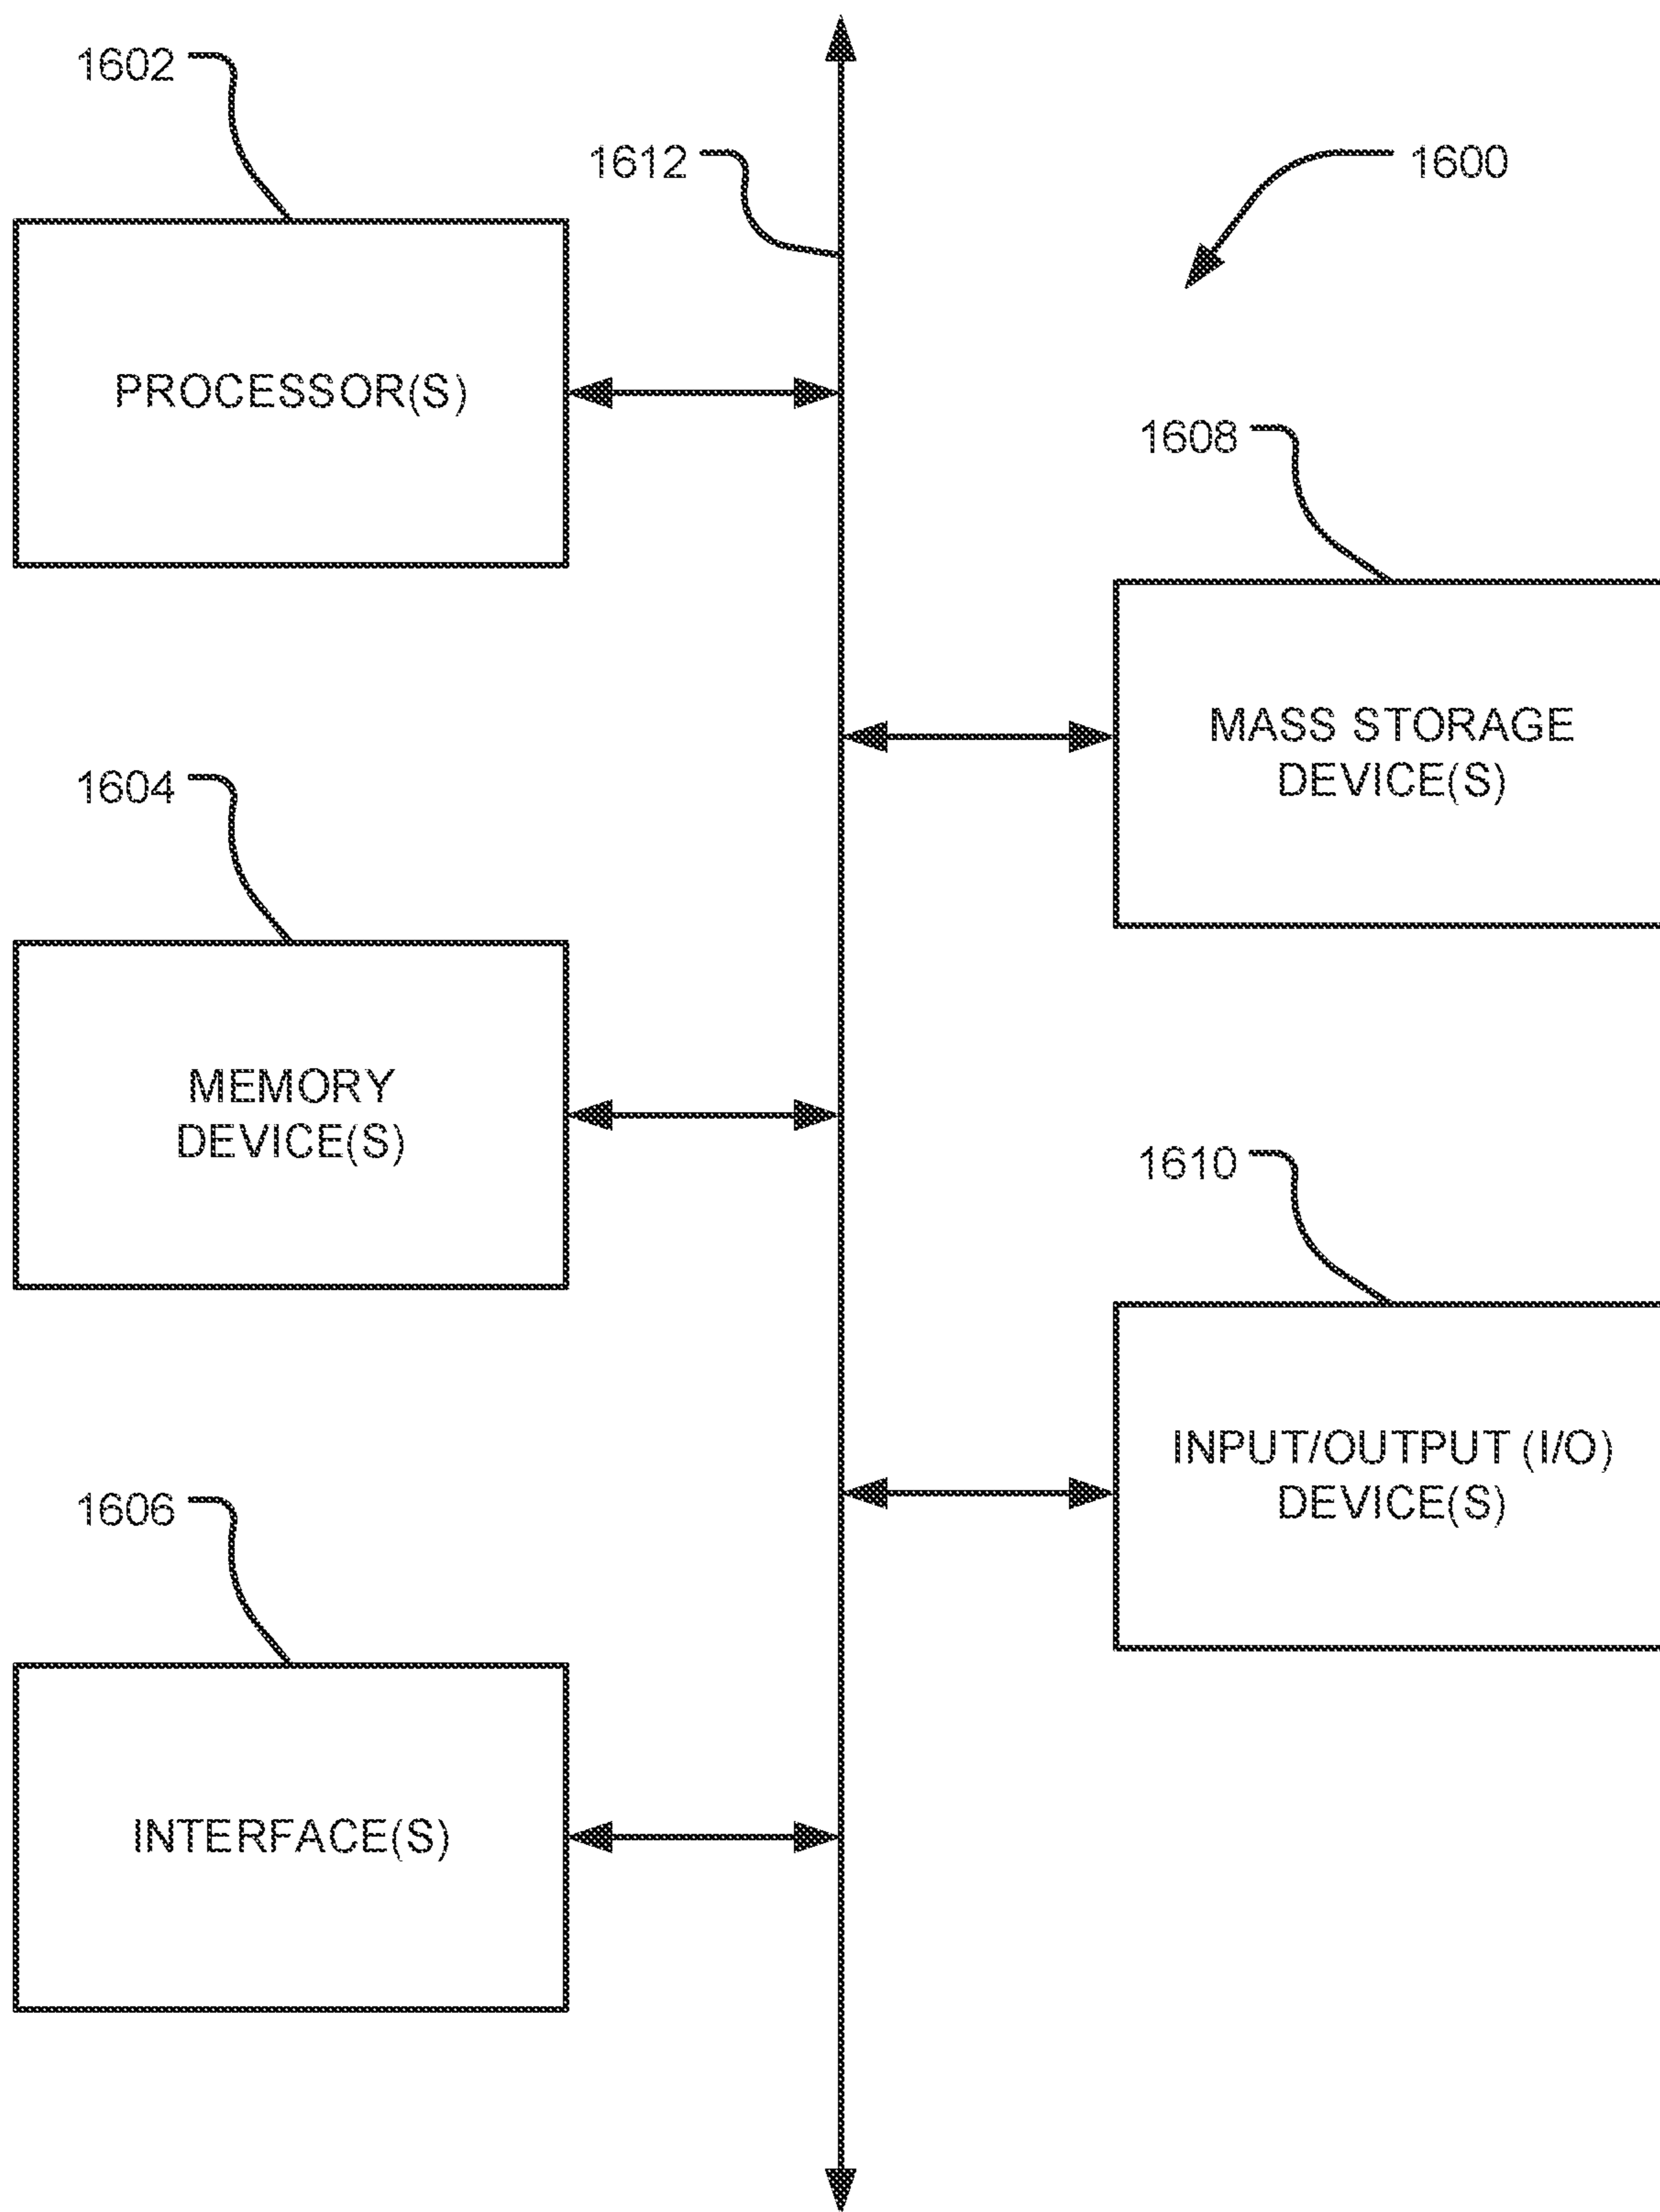 1602
1612
1600
PROCESSOR(S)
1608
MASS STORAGE
DEVICE(S)
1604
MEMORY
DEVICE(S)
1610
INPUT/OUTPUT (I/O)
DEVICE(S)
1606
INTERFACE(S)